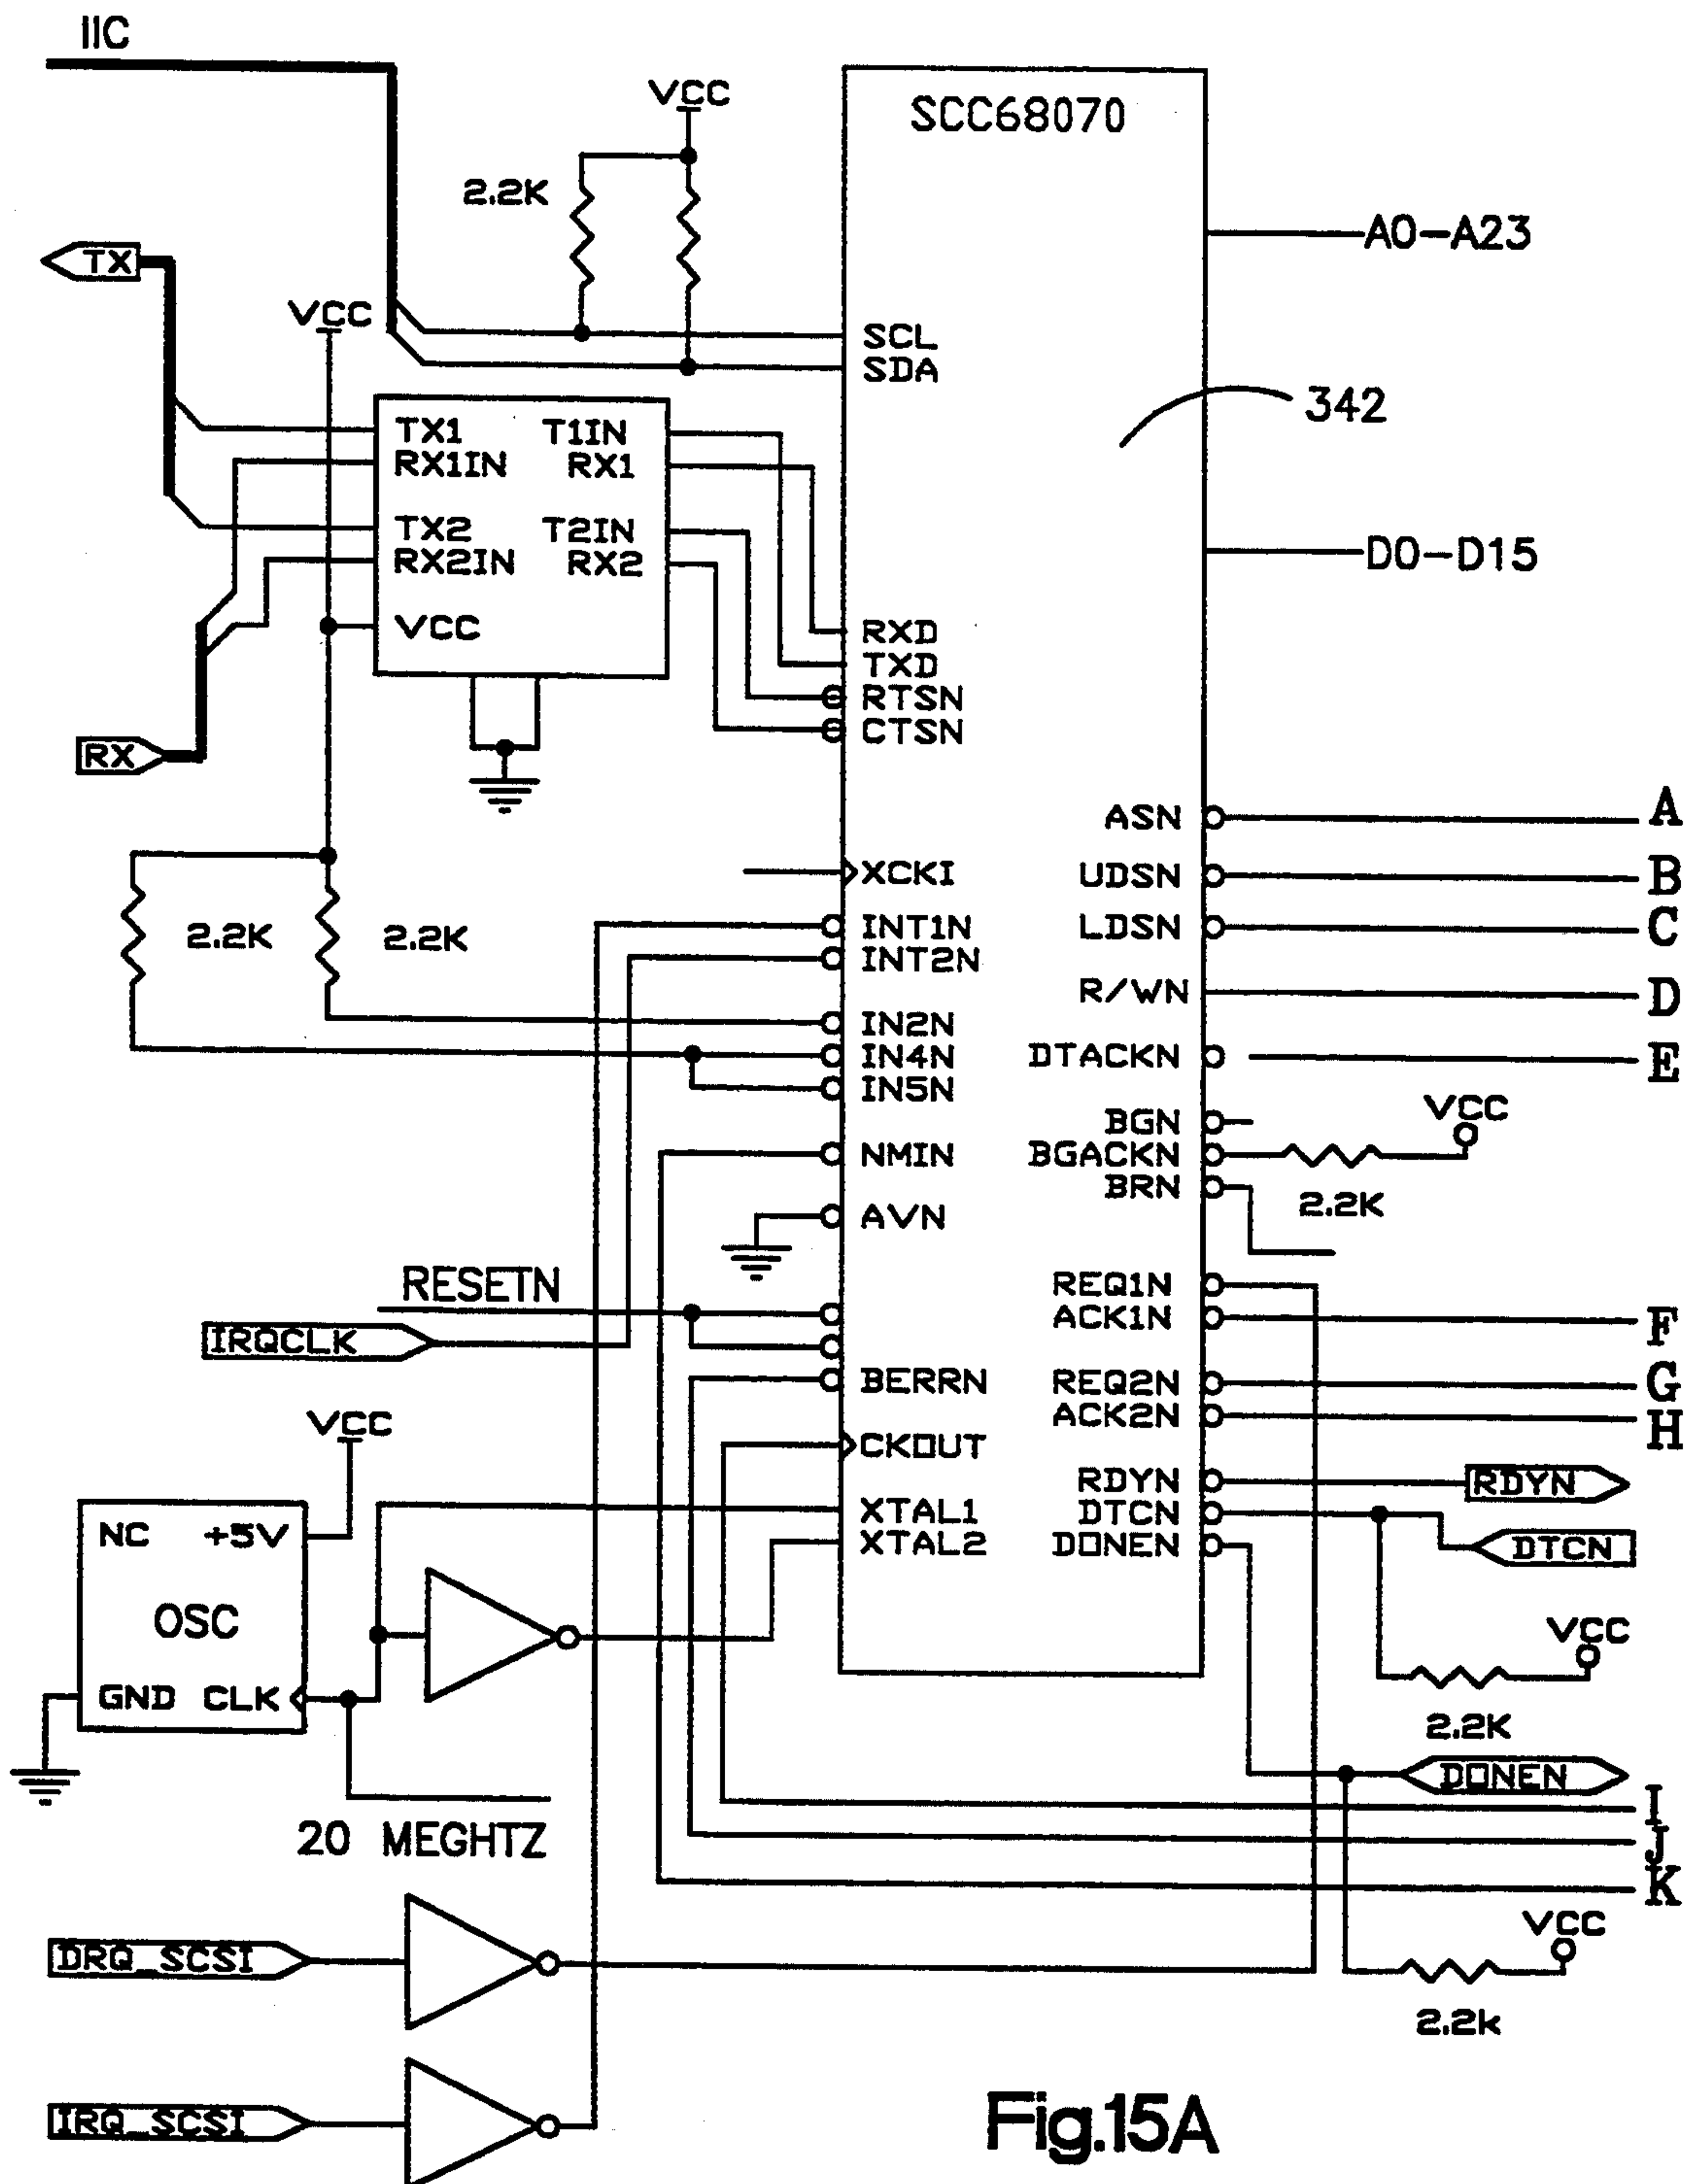 IIC
VCC
SCC68070
2.2K
A0-A23
TX
VCC
SCL
SDA
342
TX1 T1IN
RX1IN RX1
TX2 T2IN
RX2IN RX2
D0-D15
VCC
RXD
TXD
RTSN
CTSN
RX
ASN A
XCKI UDSN B
2.2K 2.2K
INT1N LDSN C
INT2N
R/WN D
IN2N
IN4N DTACKN E
IN5N
VCC
BGN
NMIN BGACKN
BRN 2.2K
AVN
RESETN
REQ1N
ACK1N F
IRQCLK
BERRN REQ2N G
ACK2N H
VCC
CKOUT
RDYN RDYN
XTAL1 DTCN
NC +5V
XTAL2 DONEN DTCN
OSC
VCC
GND CLK
2.2K
DONEN
I
20 MEGHTZ
J
K
VCC
DRQ_SCSI
2.2k
IRQ_SCSI
Fig.15A